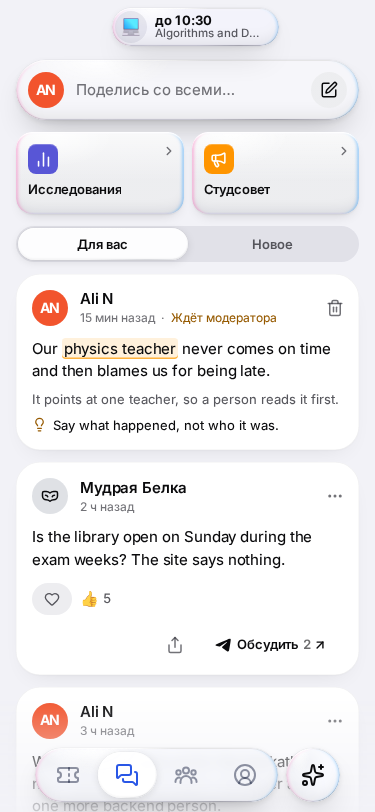 до 10:30
Algorithms and D...
AN
Поделись со всеми...
Исследования
Студсовет
Для вас
Новое
AN
Ali N
15 мин назад · Ждёт модератора
Our physics teacher never comes on time
and then blames us for being late.
It points at one teacher, so a person reads it first.
Say what happened, not who it was.
Мудрая Белка
2 ч назад
Is the library open on Sunday during the
exam weeks? The site says nothing.
👍 5
Обсудить 2
AN
Ali N
3 ч назад
one more backend person.